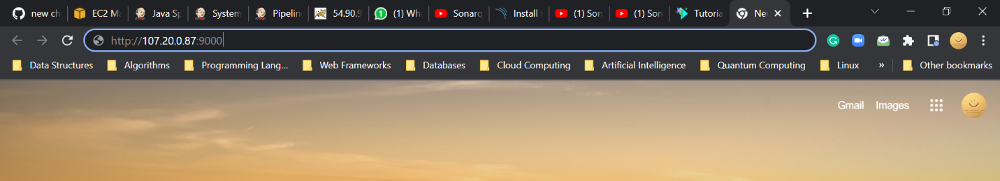 new ch EC2 Ma Java Sp System Pipelin 54.90.9 (1) Wha Sonarq Install t (1) Son (1) Son Tutoria Ne
http://107.20.0.87:9000
Data Structures Algorithms Programming Lang... Web Frameworks Databases Cloud Computing Artificial Intelligence Quantum Computing Linux » Other bookmarks
Gmail Images